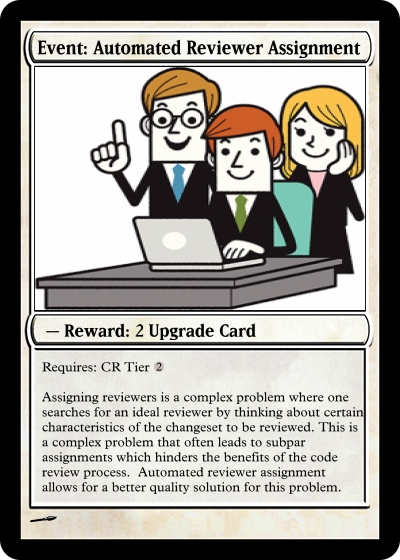 Event: Automated Reviewer Assignment
— Reward: 2 Upgrade Card
Requires: CR Tier 2
Assigning reviewers is a complex problem where one
searches for an ideal reviewer by thinking about certain
characteristics of the changeset to be reviewed. This is
a complex problem that often leads to subpar
assignments which hinders the benefits of the code
review process.  Automated reviewer assignment
allows for a better quality solution for this problem.